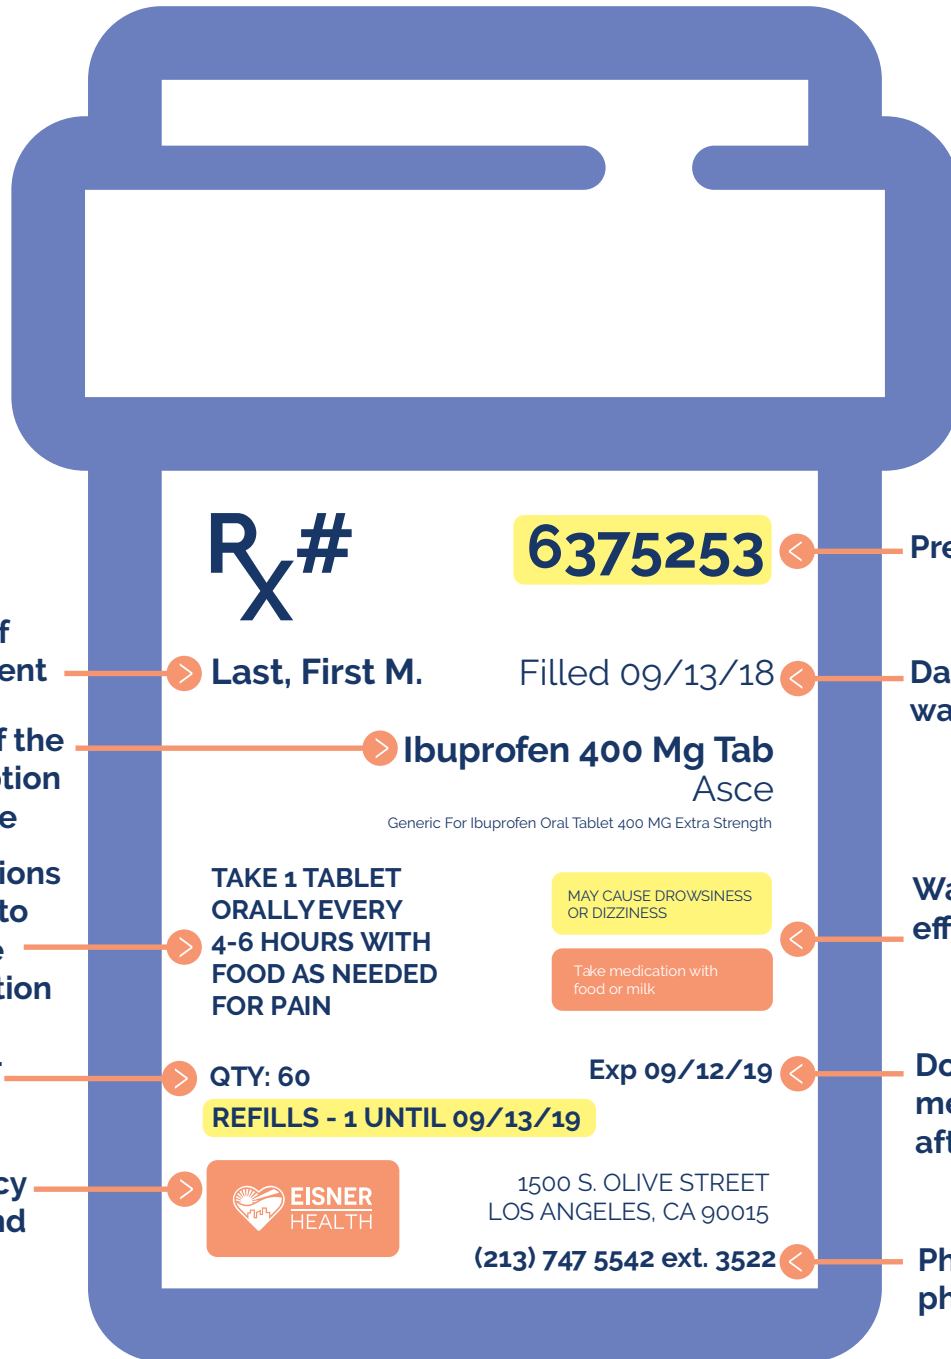 Rx#
6375253
Pre
f
ent
Last, First M.
Filled 09/13/18
Da
wa
f the
tion
e
Ibuprofen 400 Mg Tab
Asce
Generic For Ibuprofen Oral Tablet 400 MG Extra Strength
ions
to
e
tion
TAKE 1 TABLET
ORALLY EVERY
4-6 HOURS WITH
FOOD AS NEEDED
FOR PAIN
MAY CAUSE DROWSINESS
OR DIZZINESS
Take medication with
food or milk
Wa
eff
QTY: 60
Exp 09/12/19
Do
me
aft
REFILLS - 1 UNTIL 09/13/19
cy
nd
EISNER
HEALTH
1500 S. OLIVE STREET
LOS ANGELES, CA 90015
(213) 747 5542 ext. 3522
Ph
ph